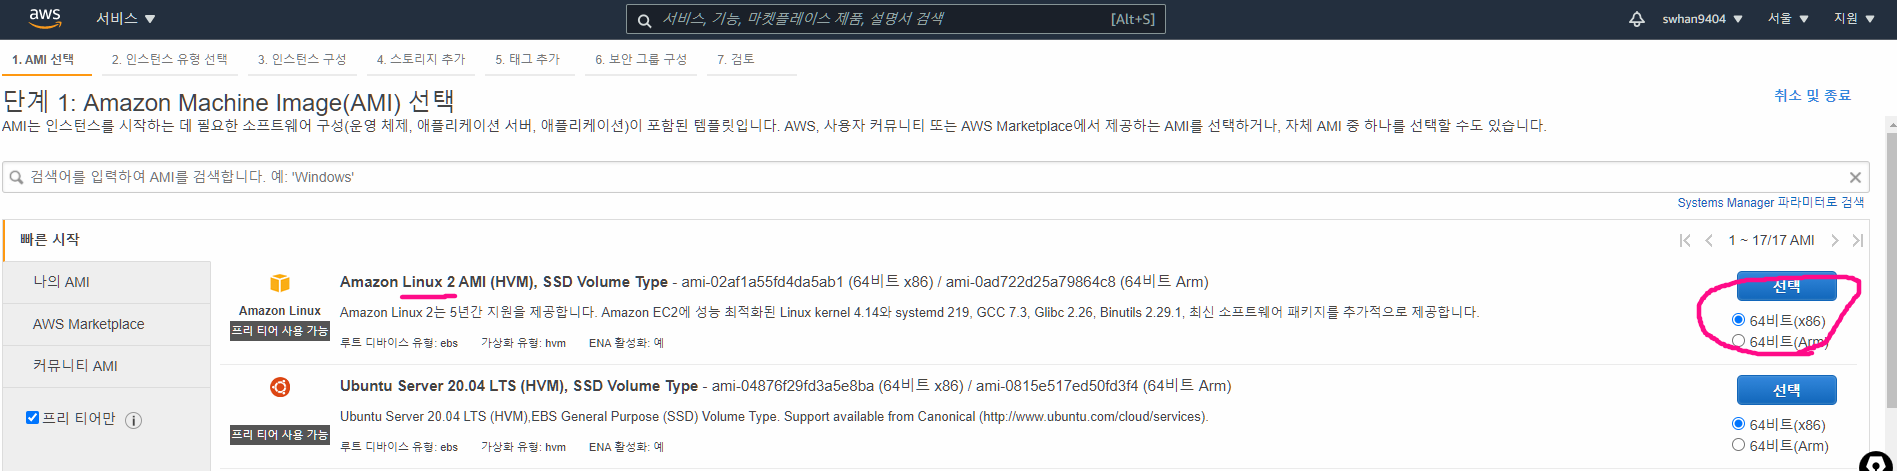 aws 서비스 ▼ 서비스, 기능, 마켓플레이스 제품, 설명서 검색 [Alt+S] swhan9404 ▼ 서울 ▼ 지원 ▼
1. AMI 선택 2. 인스턴스 유형 선택 3. 인스턴스 구성 4. 스토리지 추가 5. 태그 추가 6. 보안 그룹 구성 7. 검토
단계 1: Amazon Machine Image(AMI) 선택
취소 및 종료
AMI는 인스턴스를 시작하는 데 필요한 소프트웨어 구성(운영 체제, 애플리케이션 서버, 애플리케이션)이 포함된 템플릿입니다. AWS, 사용자 커뮤니티 또는 AWS Marketplace에서 제공하는 AMI를 선택하거나, 자체 AMI 중 하나를 선택할 수도 있습니다.
검색어를 입력하여 AMI를 검색합니다. 예: 'Windows'
Systems Manager 파라미터로 검색
빠른 시작
1 ~ 17/17 AMI
나의 AMI
AWS Marketplace
커뮤니티 AMI
프리 티어만
Amazon Linux
프리 티어 사용 가능
Amazon Linux 2 AMI (HVM), SSD Volume Type - ami-02af1a55fd4da5ab1 (64비트 x86) / ami-0ad722d25a79864c8 (64비트 Arm)
Amazon Linux 2는 5년간 지원을 제공합니다. Amazon EC2에 성능 최적화된 Linux kernel 4.14와 systemd 219, GCC 7.3, Glibc 2.26, Binutils 2.29.1, 최신 소프트웨어 패키지를 추가적으로 제공합니다.
루트 디바이스 유형: ebs 가상화 유형: hvm ENA 활성화: 예
선택
64비트(x86)
64비트(Arm)
프리 티어 사용 가능
Ubuntu Server 20.04 LTS (HVM), SSD Volume Type - ami-04876f29fd3a5e8ba (64비트 x86) / ami-0815e517ed50fd3f4 (64비트 Arm)
Ubuntu Server 20.04 LTS (HVM),EBS General Purpose (SSD) Volume Type. Support available from Canonical (http://www.ubuntu.com/cloud/services).
루트 디바이스 유형: ebs 가상화 유형: hvm ENA 활성화: 예
선택
64비트(x86)
64비트(Arm)